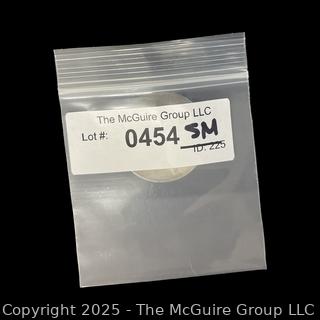 The McGuire Group LLC
Lot #: 0454 SM
ID: 225
Copyright 2025 - The McGuire Group LLC